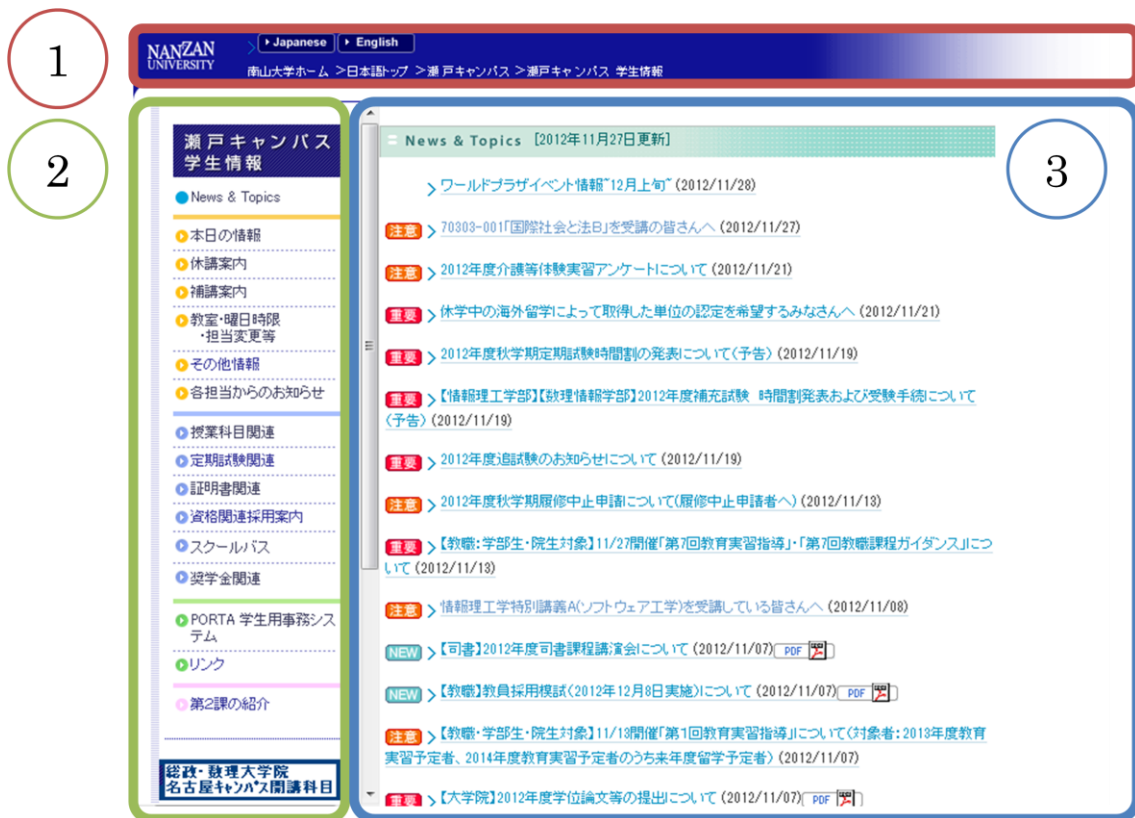 1
NANZAN
UNIVERSITY
Japanese English
南山大学ホーム >日本語トップ >瀬戸キャンパス >瀬戸キャンパス 学生情報
2
瀬戸キャンパス
学生情報
News & Topics
本日の情報
休講案内
補講案内
教室・曜日時限
・担当変更等
その他情報
各担当からのお知らせ
授業科目関連
定期試験関連
証明書関連
資格関連採用案内
スクールバス
奨学金関連
PORTA 学生用事務シス
テム
リンク
第2課の紹介
総政・数理大学院
名古屋キャンパス開講科目
3
News & Topics [2012年11月27日更新]
ワールドプラザイベント情報~12月上旬~ (2012/11/28)
注意 70303-001「国際社会と法B」を受講の皆さんへ (2012/11/27)
注意 2012年度介護等体験実習アンケートについて (2012/11/21)
重要 休学中の海外留学によって取得した単位の認定を希望するみなさんへ (2012/11/21)
重要 2012年度秋学期定期試験時間割の発表について(予告) (2012/11/19)
重要 【情報理工学部】【数理情報学部】2012年度補充試験 時間割発表および受験手続について
(予告) (2012/11/19)
重要 2012年度追試験のお知らせについて (2012/11/19)
注意 2012年度秋学期履修中止申請について(履修中止申請者へ) (2012/11/13)
重要 【教職:学部生・院生対象】11/27開催「第7回教育実習指導」・「第7回教職課程ガイダンス」につ
いて (2012/11/13)
注意 情報理工学特別講義A(ソフトウェア工学)を受講している皆さんへ (2012/11/08)
NEW 【司書】2012年度司書課程講演会について (2012/11/07) PDF
NEW 【教職】教員採用模試(2012年12月8日実施)について (2012/11/07) PDF
注意 【教職・学部生・院生対象】11/13開催「第1回教育実習指導」について(対象者:2013年度教育
実習予定者、2014年度教育実習予定者のうち来年度留学予定者) (2012/11/07)
重要 【大学院】2012年度学位論文等の提出について (2012/11/07) PDF